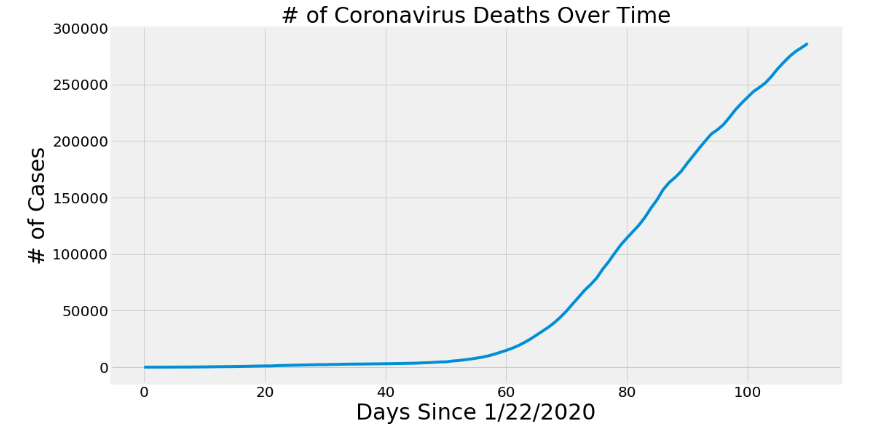 # of Coronavirus Deaths Over Time
300000
250000
200000
150000
100000
50000
0
# of Cases
0 20 40 60 80 100
Days Since 1/22/2020